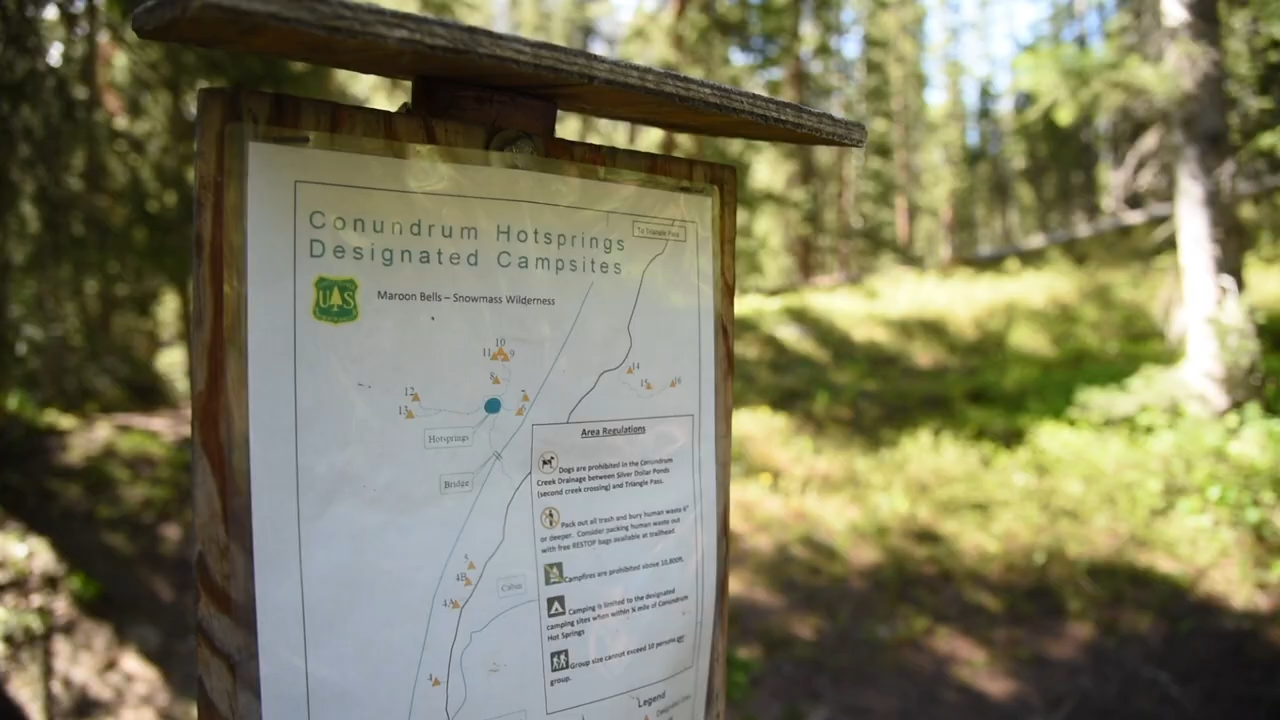 Conundrum Hotsprings
Designated Campsites
To Triangle Pass
US
Maroon Bells – Snowmass Wilderness
10
11
9
8
7
6
12
13
14
15
16
Hotsprings
Bridge
5
4B
4A
4
Cabin
Area Regulations
Dogs are prohibited in the Conundrum
Creek Drainage between Silver Dollar Ponds
(second creek crossing) and Triangle Pass.
Pack out all trash and bury human waste 6"
or deeper. Consider packing human waste out
with free RESTOP bags available at trailhead.
Campfires are prohibited above 10,800ft.
Camping is limited to the designated
camping sites when within ¼ mile of Conundrum
Hot Springs
Group size cannot exceed 10 persons
group.
Legend